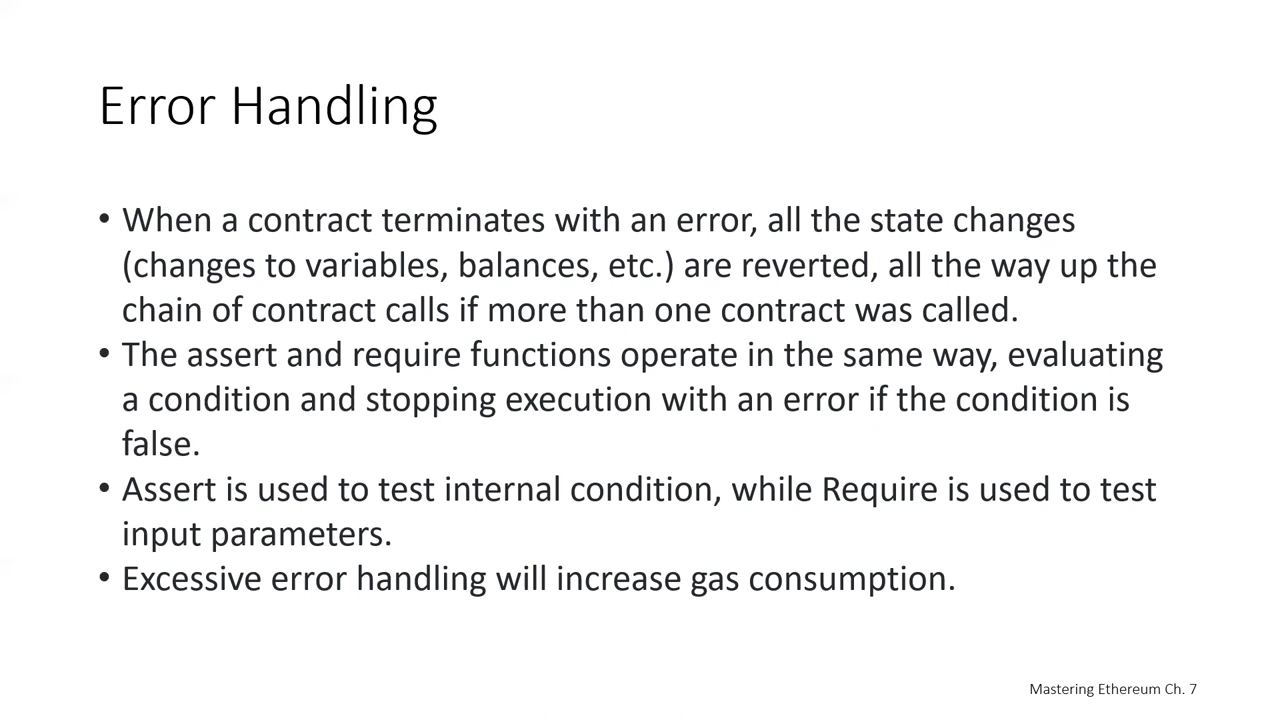 Error Handling
• When a contract terminates with an error, all the state changes
(changes to variables, balances, etc.) are reverted, all the way up the
chain of contract calls if more than one contract was called.
• The assert and require functions operate in the same way, evaluating
a condition and stopping execution with an error if the condition is
false.
• Assert is used to test internal condition, while Require is used to test
input parameters.
• Excessive error handling will increase gas consumption.
Mastering Ethereum Ch. 7